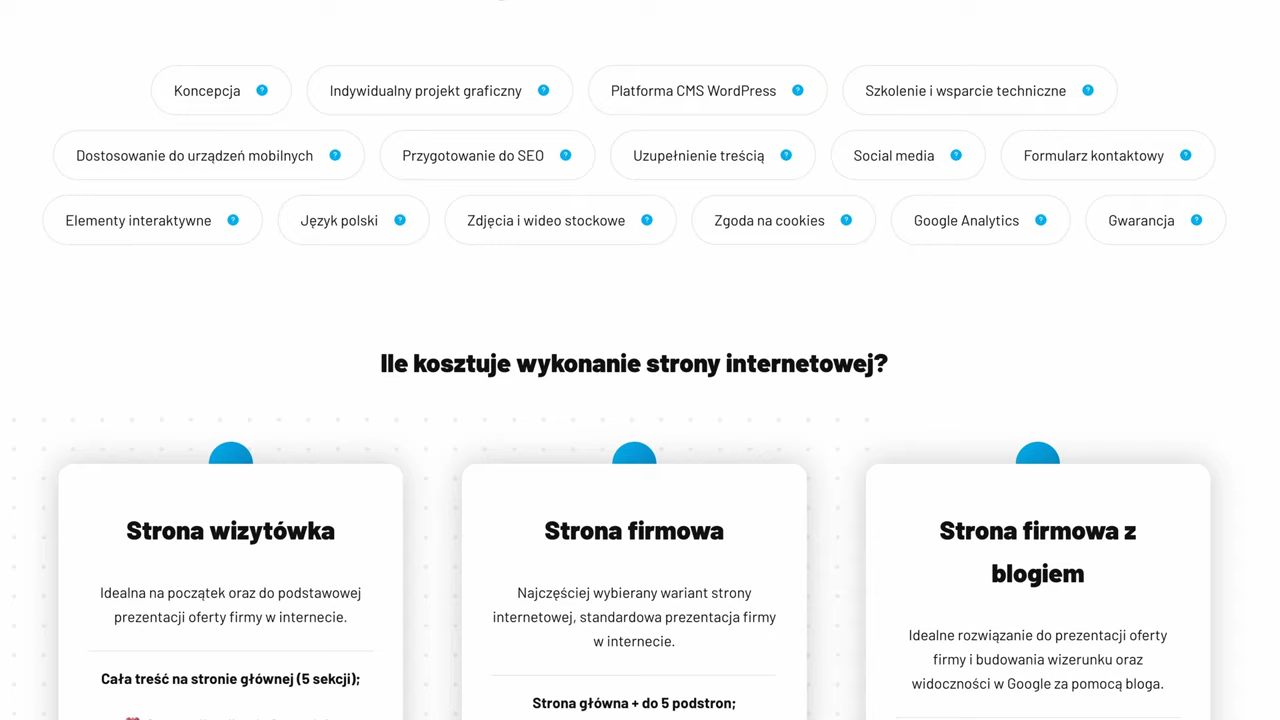 Koncepcja ?
Indywidualny projekt graficzny ?
Platforma CMS WordPress ?
Szkolenie i wsparcie techniczne ?
Dostosowanie do urządzeń mobilnych ?
Przygotowanie do SEO ?
Uzupełnienie treścią ?
Social media ?
Formularz kontaktowy ?
Elementy interaktywne ?
Język polski ?
Zdjęcia i wideo stockowe ?
Zgoda na cookies ?
Google Analytics ?
Gwarancja ?
Ile kosztuje wykonanie strony internetowej?
Strona wizytówka
Idealna na początek oraz do podstawowej
prezentacji oferty firmy w internecie.
Cała treść na stronie głównej (5 sekcji);
Strona firmowa
Najczęściej wybierany wariant strony
internetowej, standardowa prezentacja firmy
w internecie.
Strona główna + do 5 podstron;
Strona firmowa z
blogiem
Idealne rozwiązanie do prezentacji oferty
firmy i budowania wizerunku oraz
widoczności w Google za pomocą bloga.